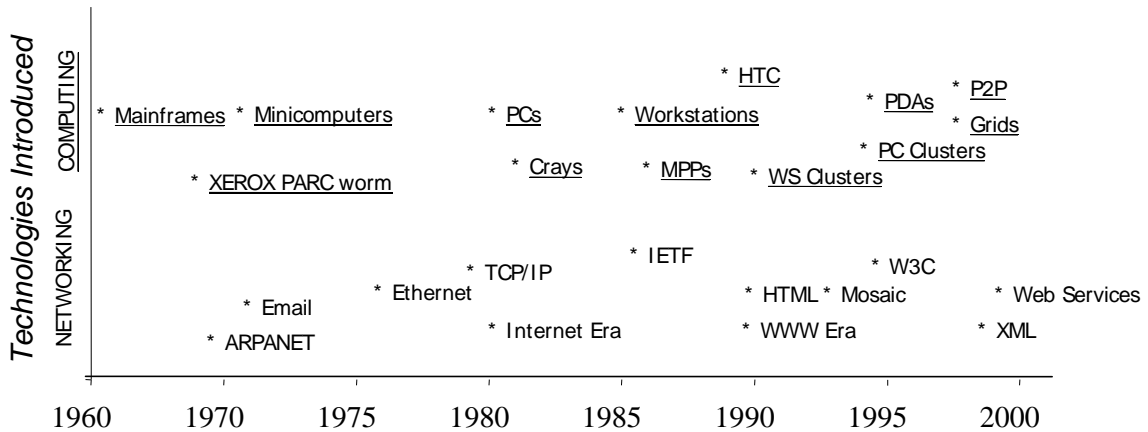 Technologies Introduced
COMPUTING
NETWORKING
* HTC
* P2P
* PDAs
* Mainframes * Minicomputers * PCs * Workstations
* Grids
* PC Clusters
* Crays * MPPs * WS Clusters
* XEROX PARC worm
* IETF
* TCP/IP * W3C
* Email * Ethernet * HTML * Mosaic * Web Services
* ARPANET * Internet Era * WWW Era * XML
1960 1970 1975 1980 1985 1990 1995 2000